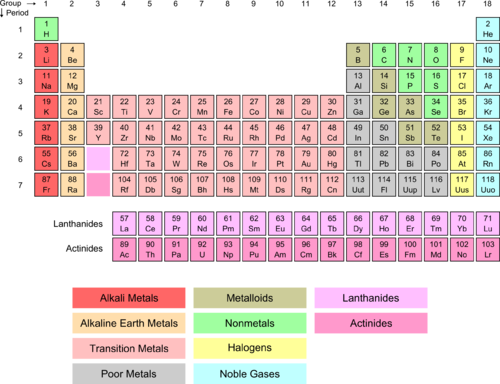 Group → 1 2 3 4 5 6 7 8 9 10 11 12 13 14 15 16 17 18
↓ Period
1 1 2
H He
2 3 4 5 6 7 8 9 10
Li Be B C N O F Ne
3 11 12 13 14 15 16 17 18
Na Mg Al Si P S Cl Ar
4 19 20 21 22 23 24 25 26 27 28 29 30 31 32 33 34 35 36
K Ca Sc Ti V Cr Mn Fe Co Ni Cu Zn Ga Ge As Se Br Kr
5 37 38 39 40 41 42 43 44 45 46 47 48 49 50 51 52 53 54
Rb Sr Y Zr Nb Mo Tc Ru Rh Pd Ag Cd In Sn Sb Te I Xe
6 55 56 72 73 74 75 76 77 78 79 80 81 82 83 84 85 86
Cs Ba Hf Ta W Re Os Ir Pt Au Hg Tl Pb Bi Po At Rn
7 87 88 104 105 106 107 108 109 110 111 112 113 114 115 116 117 118
Fr Ra Rf Db Sg Bh Hs Mt Ds Rg Cn Uut Fl Uup Lv Uus Uuo
Lanthanides 57 58 59 60 61 62 63 64 65 66 67 68 69 70 71
La Ce Pr Nd Pm Sm Eu Gd Tb Dy Ho Er Tm Yb Lu
Actinides 89 90 91 92 93 94 95 96 97 98 99 100 101 102 103
Ac Th Pa U Np Pu Am Cm Bk Cf Es Fm Md No Lr
Alkali Metals Metalloids Lanthanides
Alkaline Earth Metals Nonmetals Actinides
Transition Metals Halogens
Poor Metals Noble Gases